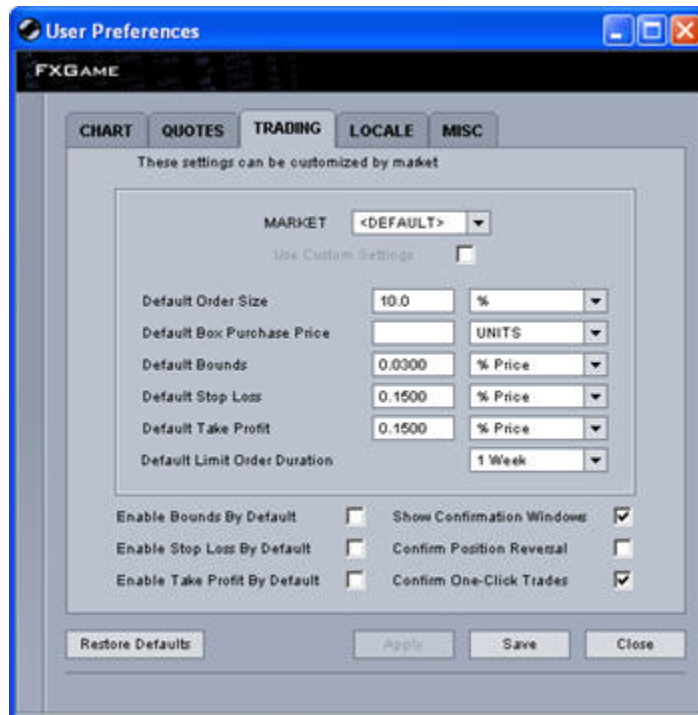 User Preferences
FXGAME
CHART QUOTES TRADING LOCALE MISC
These settings can be customized by market
MARKET <DEFAULT>
Use Custom Settings
Default Order Size 10.0 %
Default Box Purchase Price UNITS
Default Bounds 0.0300 % Price
Default Stop Loss 0.1500 % Price
Default Take Profit 0.1500 % Price
Default Limit Order Duration 1 Week
Enable Bounds By Default Show Confirmation Windows
Enable Stop Loss By Default Confirm Position Reversal
Enable Take Profit By Default Confirm One-Click Trades
Restore Defaults Apply Save Close